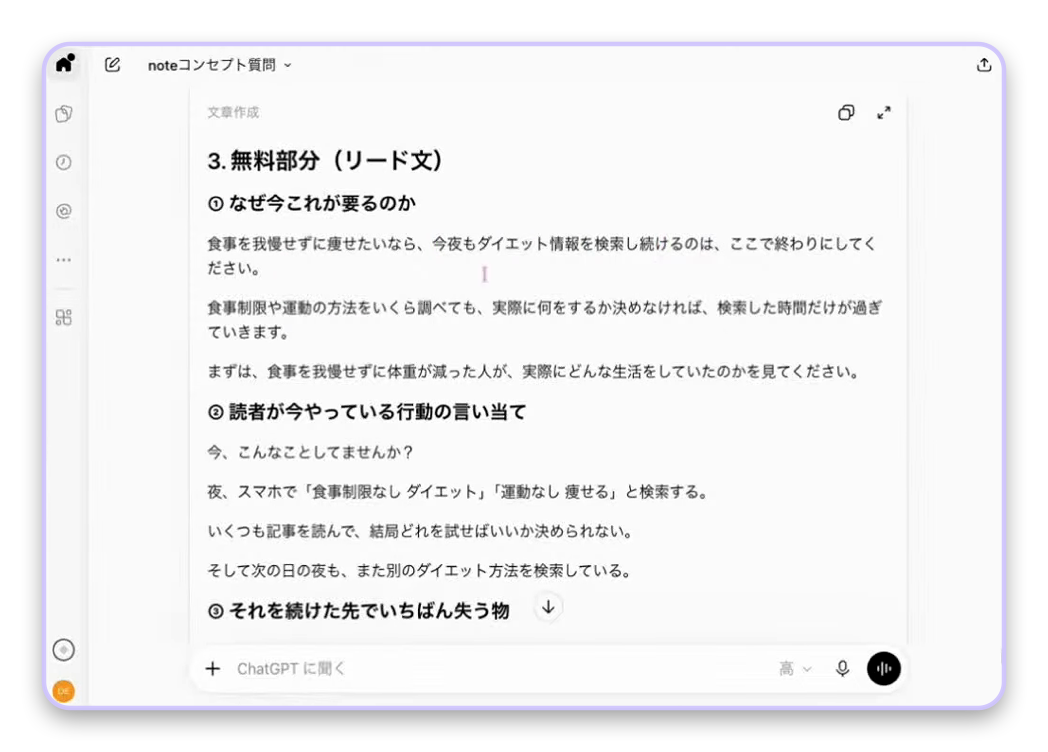 noteコンセプト質問
文章作成
3. 無料部分（リード文）
① なぜ今これが要るのか
食事を我慢せずに痩せたいなら、今夜もダイエット情報を検索し続けるのは、ここで終わりにしてく
ださい。
食事制限や運動の方法をいくら調べても、実際に何をするか決めなければ、検索した時間だけが過ぎ
ていきます。
まずは、食事を我慢せずに体重が減った人が、実際にどんな生活をしていたのかを見てください。
② 読者が今やっている行動の言い当て
今、こんなことしてませんか？
夜、スマホで「食事制限なし ダイエット」「運動なし 痩せる」と検索する。
いくつも記事を読んで、結局どれを試せばいいか決められない。
そして次の日の夜も、また別のダイエット方法を検索している。
③ それを続けた先でいちばん失う物
ChatGPT に聞く
高
DE